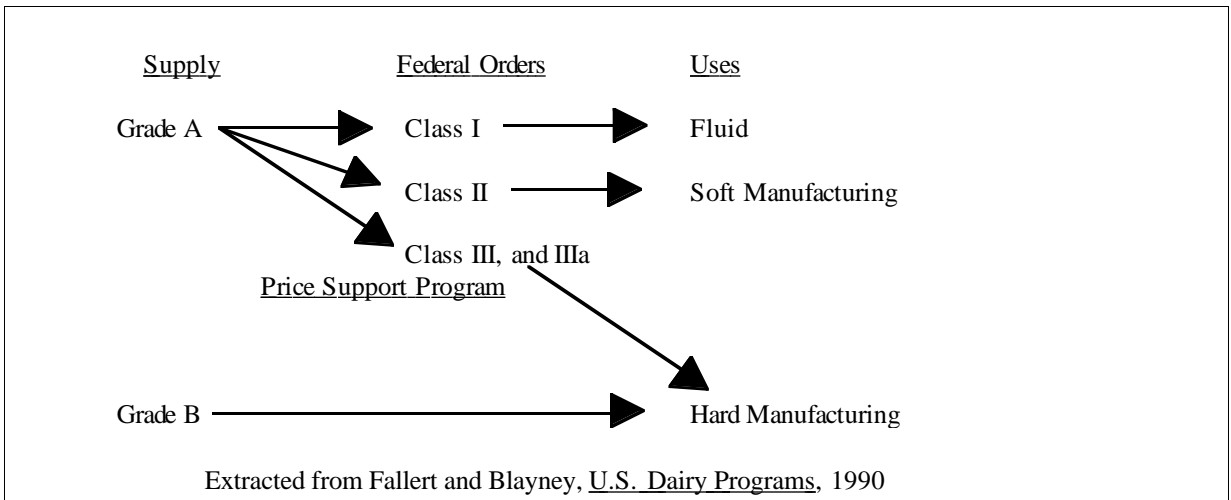 Supply Federal Orders Uses
Grade A Class I Fluid
Class II Soft Manufacturing
Class III, and IIIa
Price Support Program
Grade B Hard Manufacturing
Extracted from Fallert and Blayney, U.S. Dairy Programs, 1990